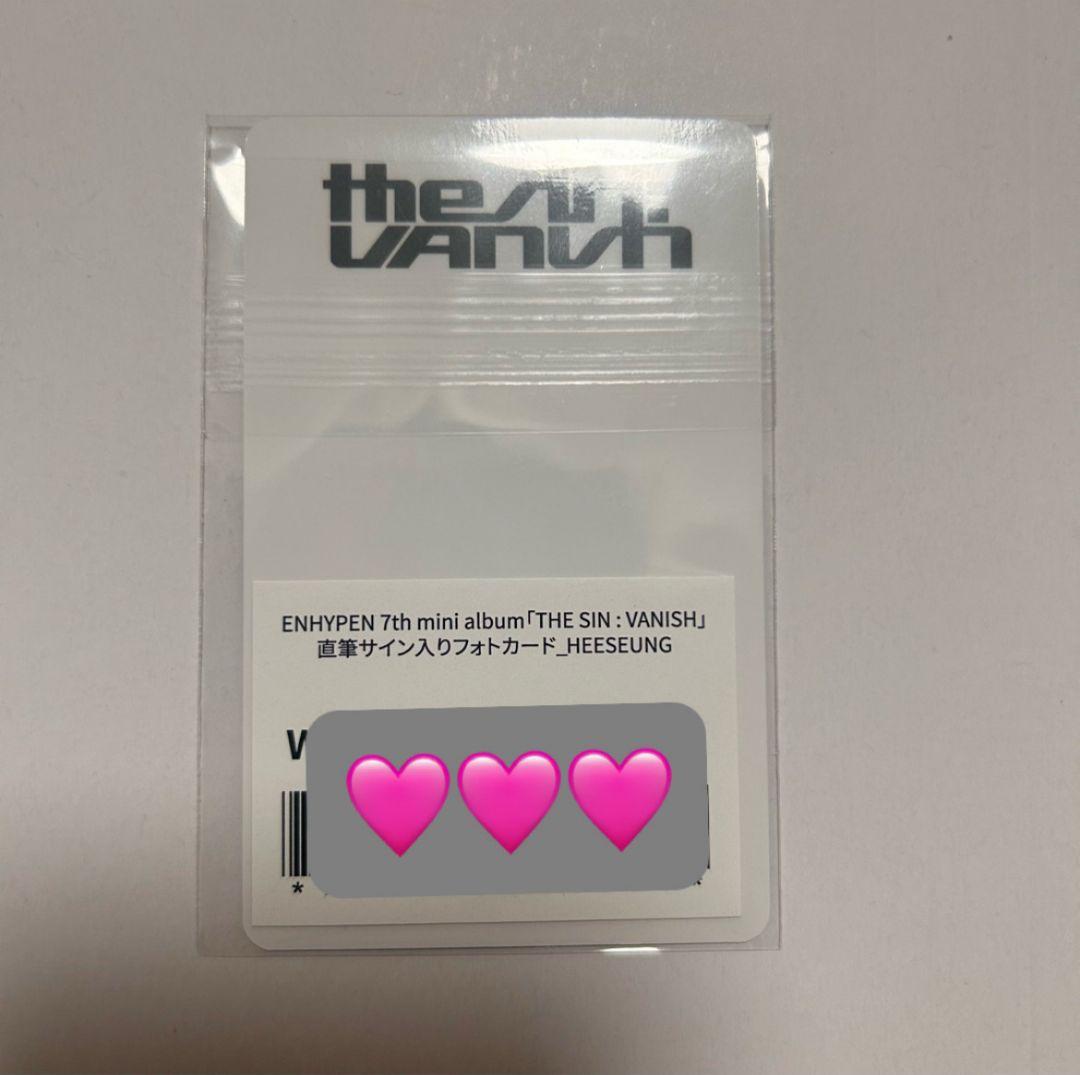 the sin
VANISH
ENHYPEN 7th mini album「THE SIN : VANISH」
直筆サイン入りフォトカード_HEESEUNG
*